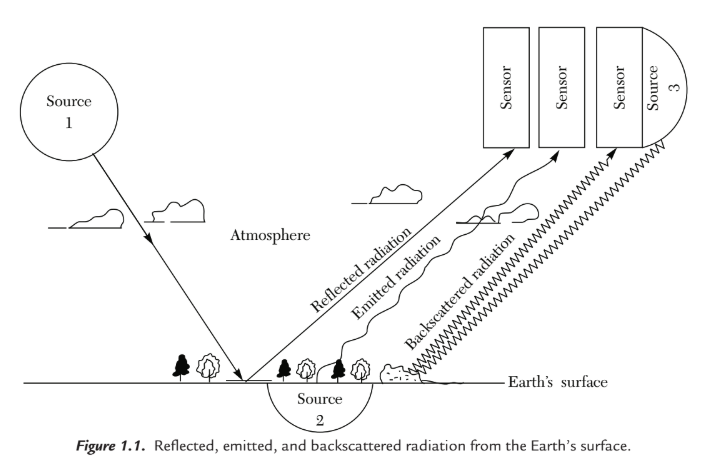 Source
1
Sensor
Sensor
Sensor
Source
3
Atmosphere
Reflected radiation
Emitted radiation
Backscattered radiation
Earth's surface
Source
2
Figure 1.1. Reflected, emitted, and backscattered radiation from the Earth's surface.